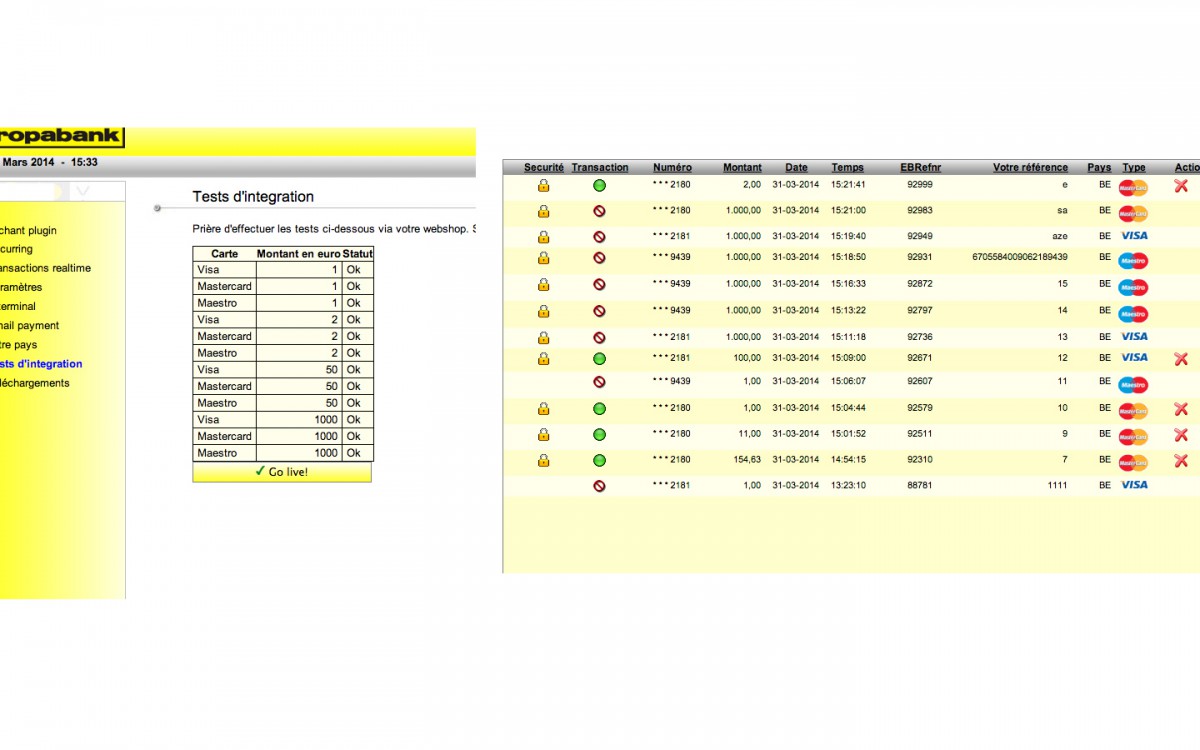 ropabank
Mars 2014 - 15:33
chant plugin
curring
ansactions realtime
ramètres
erminal
nail payment
tre pays
sts d'integration
léchargements
Tests d'integration
Prière d'effectuer les tests ci-dessous via votre webshop. S
Carte Montant en euro Statut
Visa 1 Ok
Mastercard 1 Ok
Maestro 1 Ok
Visa 2 Ok
Mastercard 2 Ok
Maestro 2 Ok
Visa 50 Ok
Mastercard 50 Ok
Maestro 50 Ok
Visa 1000 Ok
Mastercard 1000 Ok
Maestro 1000 Ok
Go live!
Securité Transaction Numéro Montant Date Temps EBRefnr Votre référence Pays Type Actio
***2180 2,00 31-03-2014 15:21:41 92999 e BE MasterCard
***2180 1.000,00 31-03-2014 15:21:00 92983 sa BE MasterCard
***2181 1.000,00 31-03-2014 15:19:40 92949 aze BE VISA
***9439 1.000,00 31-03-2014 15:18:50 92931 6705584009062189439 BE Maestro
***9439 1.000,00 31-03-2014 15:16:33 92872 15 BE Maestro
***9439 1.000,00 31-03-2014 15:13:22 92797 14 BE Maestro
***2181 1.000,00 31-03-2014 15:11:18 92736 13 BE VISA
***2181 100,00 31-03-2014 15:09:00 92671 12 BE VISA
***9439 1,00 31-03-2014 15:06:07 92607 11 BE Maestro
***2180 1,00 31-03-2014 15:04:44 92579 10 BE MasterCard
***2180 11,00 31-03-2014 15:01:52 92511 9 BE MasterCard
***2180 154,63 31-03-2014 14:54:15 92310 7 BE MasterCard
***2181 1,00 31-03-2014 13:23:10 88781 1111 BE VISA